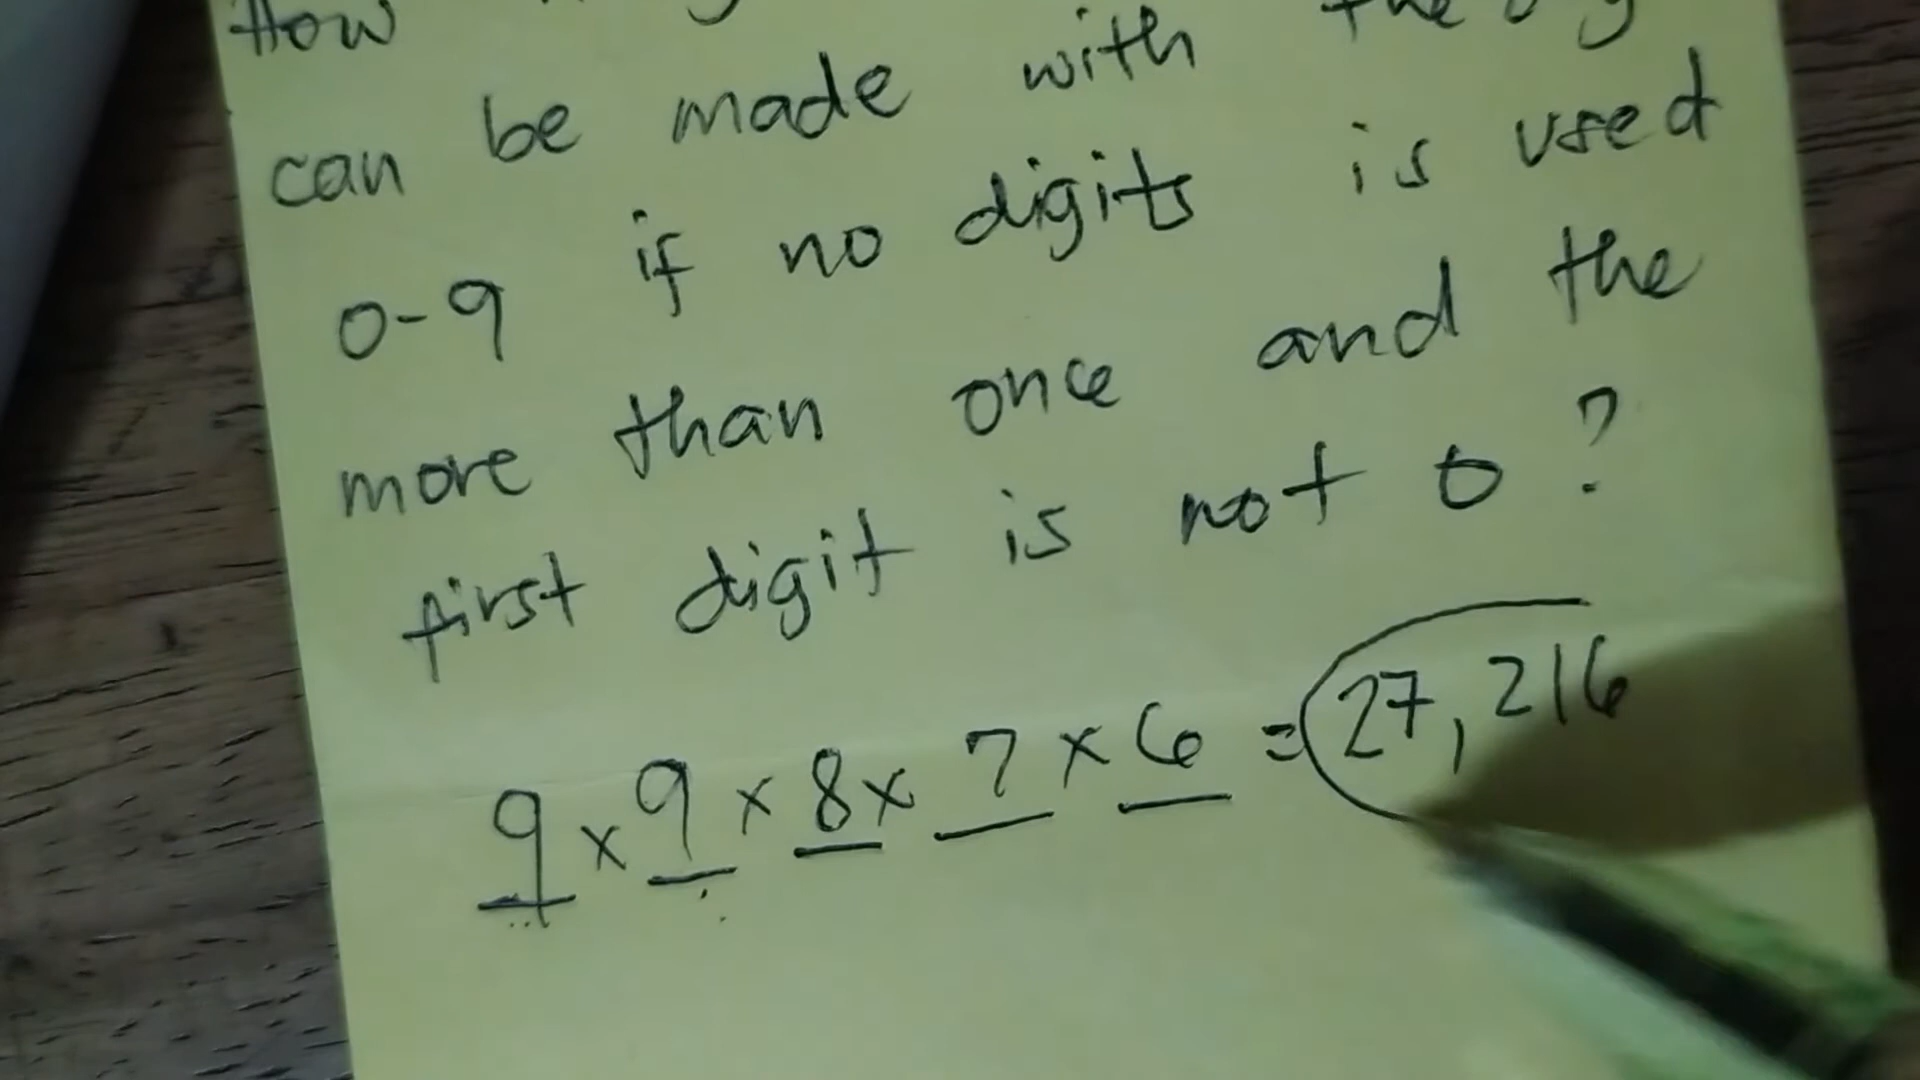 How
can be made with the
0-9 if no digits is used
more than once and the
first digit is not 0?
9 x 9 x 8 x 7 x 6 = 27,216